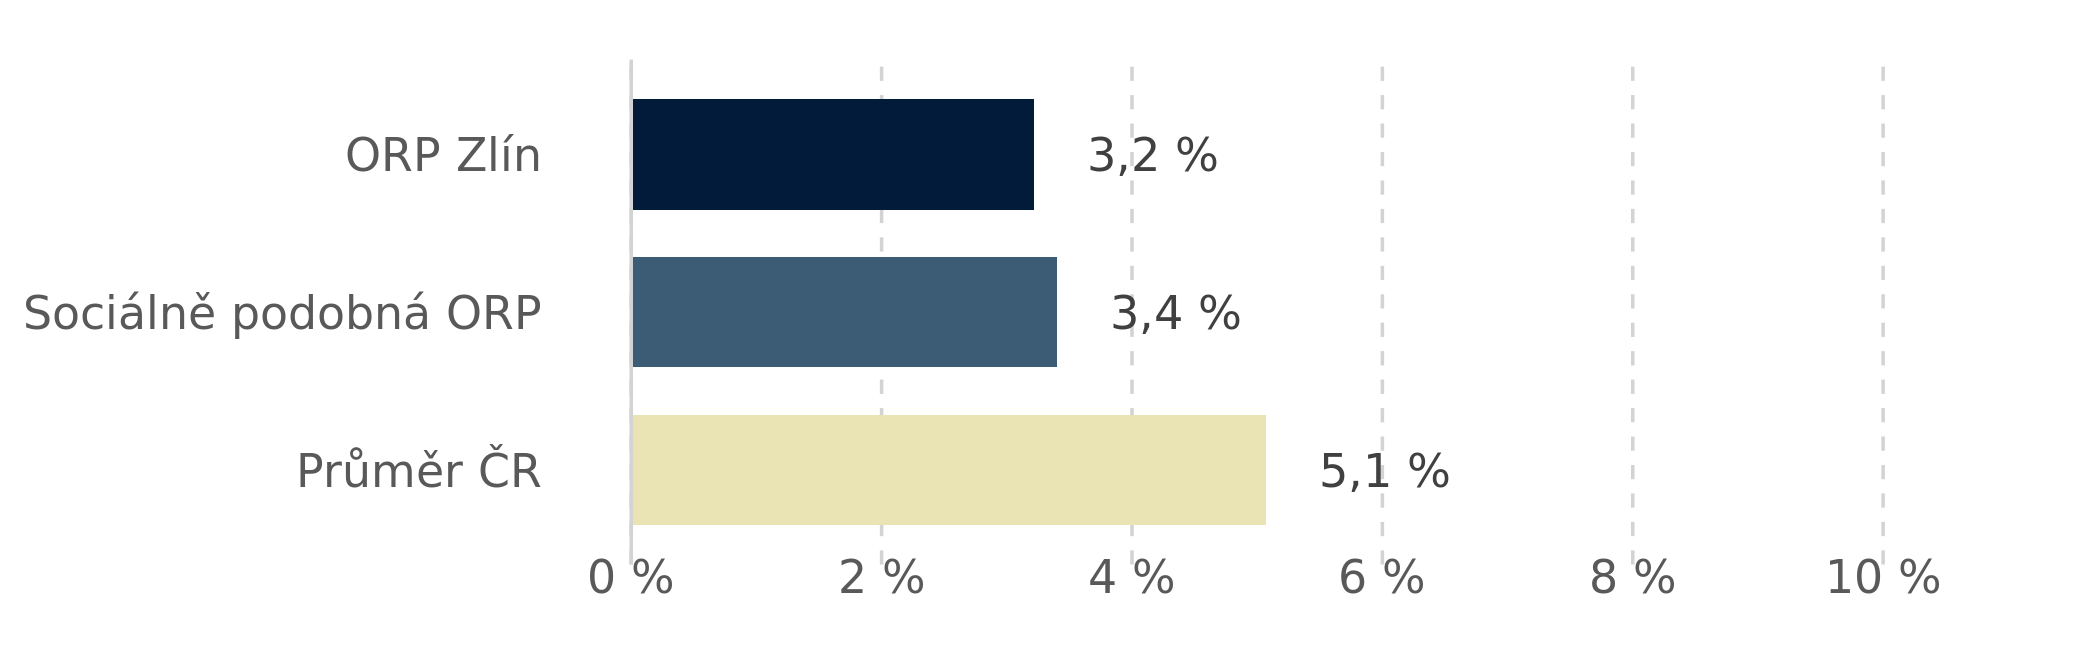 ORP Zlín
3,2 %
Sociálně podobná ORP
3,4 %
Průměr ČR
5,1 %
0 % 2 % 4 % 6 % 8 % 10 %